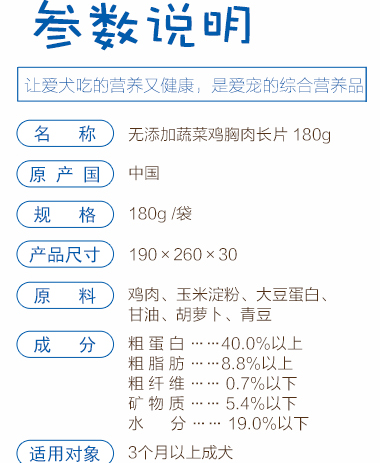 参数说明
让爱犬吃的营养又健康，是爱宠的综合营养品
名 称 无添加蔬菜鸡胸肉长片 180g
原 产 国 中国
规 格 180g /袋
产品尺寸 190×260×30
原 料 鸡肉、玉米淀粉、大豆蛋白、
甘油、胡萝卜、青豆
成 分 粗 蛋 白 ……40.0%以上
粗 脂 肪 ……8.8%以上
粗 纤 维 …… 0.7%以下
矿 物 质 …… 5.4%以下
水 分 …… 19.0%以下
适用对象 3个月以上成犬